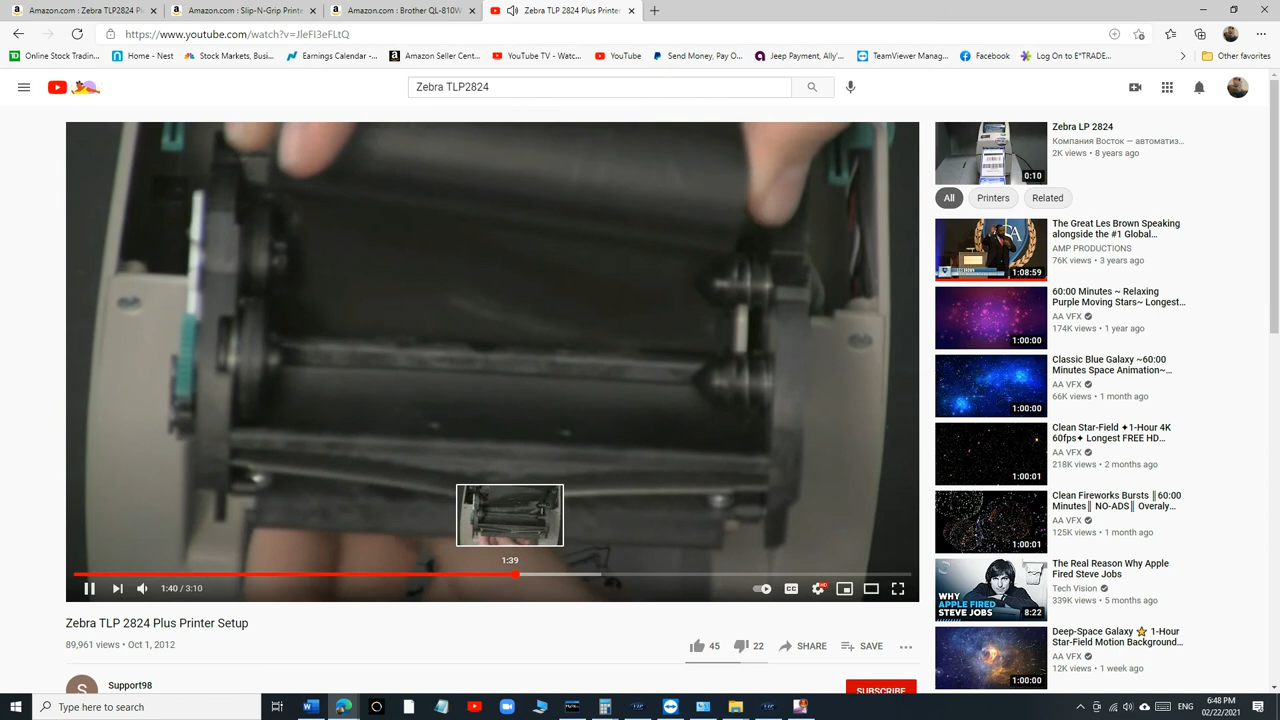 Amazon.com : Zebra TLP2824 Pl
Amazon.com : Slip-N-Grip Printe
Amazon.com : Brother QL-810W
Zebra TLP 2824 Plus Printer
https://www.youtube.com/watch?v=JleFI3eFLtQ
Online Stock Tradin...
Home - Next
Stock Markets, Busi...
Earnings Calendar -...
Amazon Seller Cent...
YouTube TV - Watc...
YouTube
Send Money, Pay O...
Jeep Payment, Ally'...
TeamViewer Manag...
Facebook
Log On to E*TRADE...
Other favorites
Zebra TLP2824
1:39
1:40 / 3:10
CC
HD
Zebra TLP 2824 Plus Printer Setup
89,961 views • Oct 1, 2012
45
22
SHARE
SAVE
S
Support98
SUBSCRIBE
0:10
Zebra LP 2824
Компания Восток — автоматиз...
2K views • 8 years ago
All
Printers
Related
1:08:59
The Great Les Brown Speaking
alongside the #1 Global...
AMP PRODUCTIONS
76K views • 3 years ago
1:00:00
60:00 Minutes ~ Relaxing
Purple Moving Stars~ Longest...
AA VFX
174K views • 1 year ago
1:00:00
Classic Blue Galaxy ~60:00
Minutes Space Animation~...
AA VFX
66K views • 1 month ago
1:00:01
Clean Star-Field ✦1-Hour 4K
60fps✦ Longest FREE HD...
AA VFX
218K views • 2 months ago
1:00:01
Clean Fireworks Bursts ║60:00
Minutes║ NO-ADS║ Overaly...
AA VFX
125K views • 1 month ago
WHY
APPLE FIRED
STEVE JOBS
8:22
The Real Reason Why Apple
Fired Steve Jobs
Tech Vision
339K views • 5 months ago
1:00:00
Deep-Space Galaxy ⭐ 1-Hour
Star-Field Motion Background...
AA VFX
12K views • 1 week ago
Type here to search
ENG
6:48 PM
02/22/2021